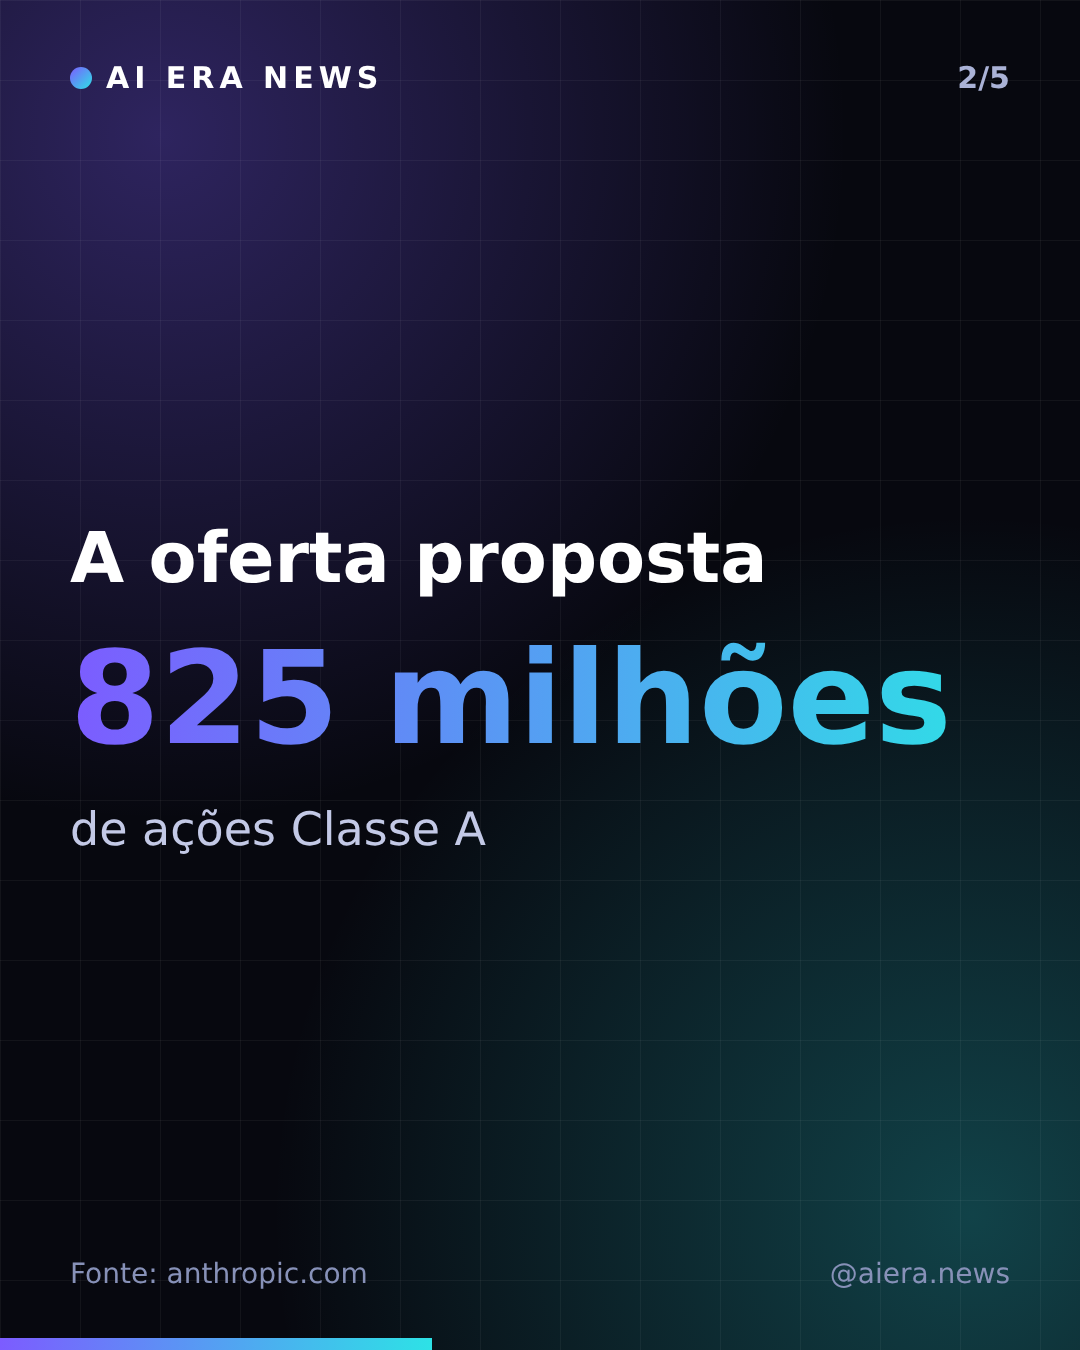 AI ERA NEWS
2/5
A oferta proposta
825 milhões
de ações Classe A
Fonte: anthropic.com
@aiera.news